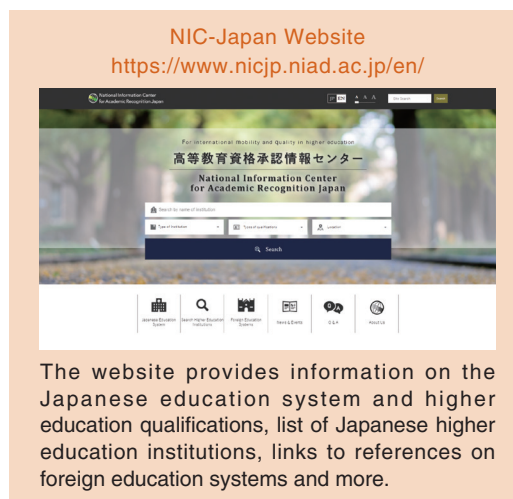 NIC-Japan Website
https://www.nicjp.niad.ac.jp/en/
National Information Center
for Academic Recognition Japan
JP EN
A A A
Site Search
Search
For international mobility and quality in higher education
高等教育資格承認情報センター
National Information Center
for Academic Recognition Japan
Search by name of institution
Type of institution
Types of qualifications
Location
Search
Japanese Education
System
Search Higher Education
Institutions
Foreign Education
Systems
News & Events
Q & A
About Us
The website provides information on the
Japanese education system and higher
education qualifications, list of Japanese higher
education institutions, links to references on
foreign education systems and more.